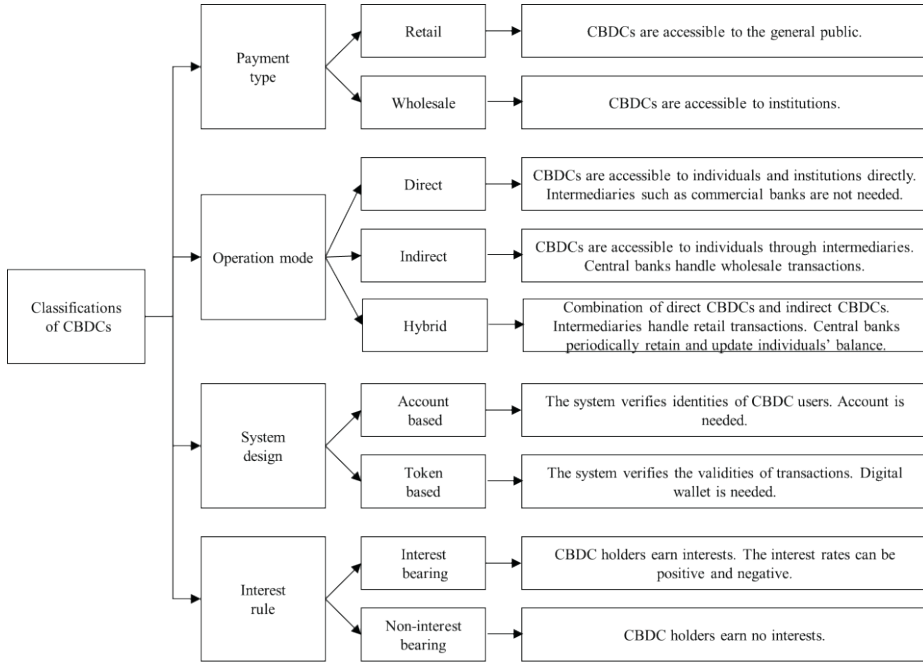 Classifications
of CBDCs
Payment
type
Retail
CBDCs are accessible to the general public.
Wholesale
CBDCs are accessible to institutions.
Operation mode
Direct
CBDCs are accessible to individuals and institutions directly.
Intermediaries such as commercial banks are not needed.
Indirect
CBDCs are accessible to individuals through intermediaries.
Central banks handle wholesale transactions.
Hybrid
Combination of direct CBDCs and indirect CBDCs.
Intermediaries handle retail transactions. Central banks
periodically retain and update individuals’ balance.
System
design
Account
based
The system verifies identities of CBDC users. Account is
needed.
Token
based
The system verifies the validities of transactions. Digital
wallet is needed.
Interest
rule
Interest
bearing
CBDC holders earn interests. The interest rates can be
positive and negative.
Non-interest
bearing
CBDC holders earn no interests.